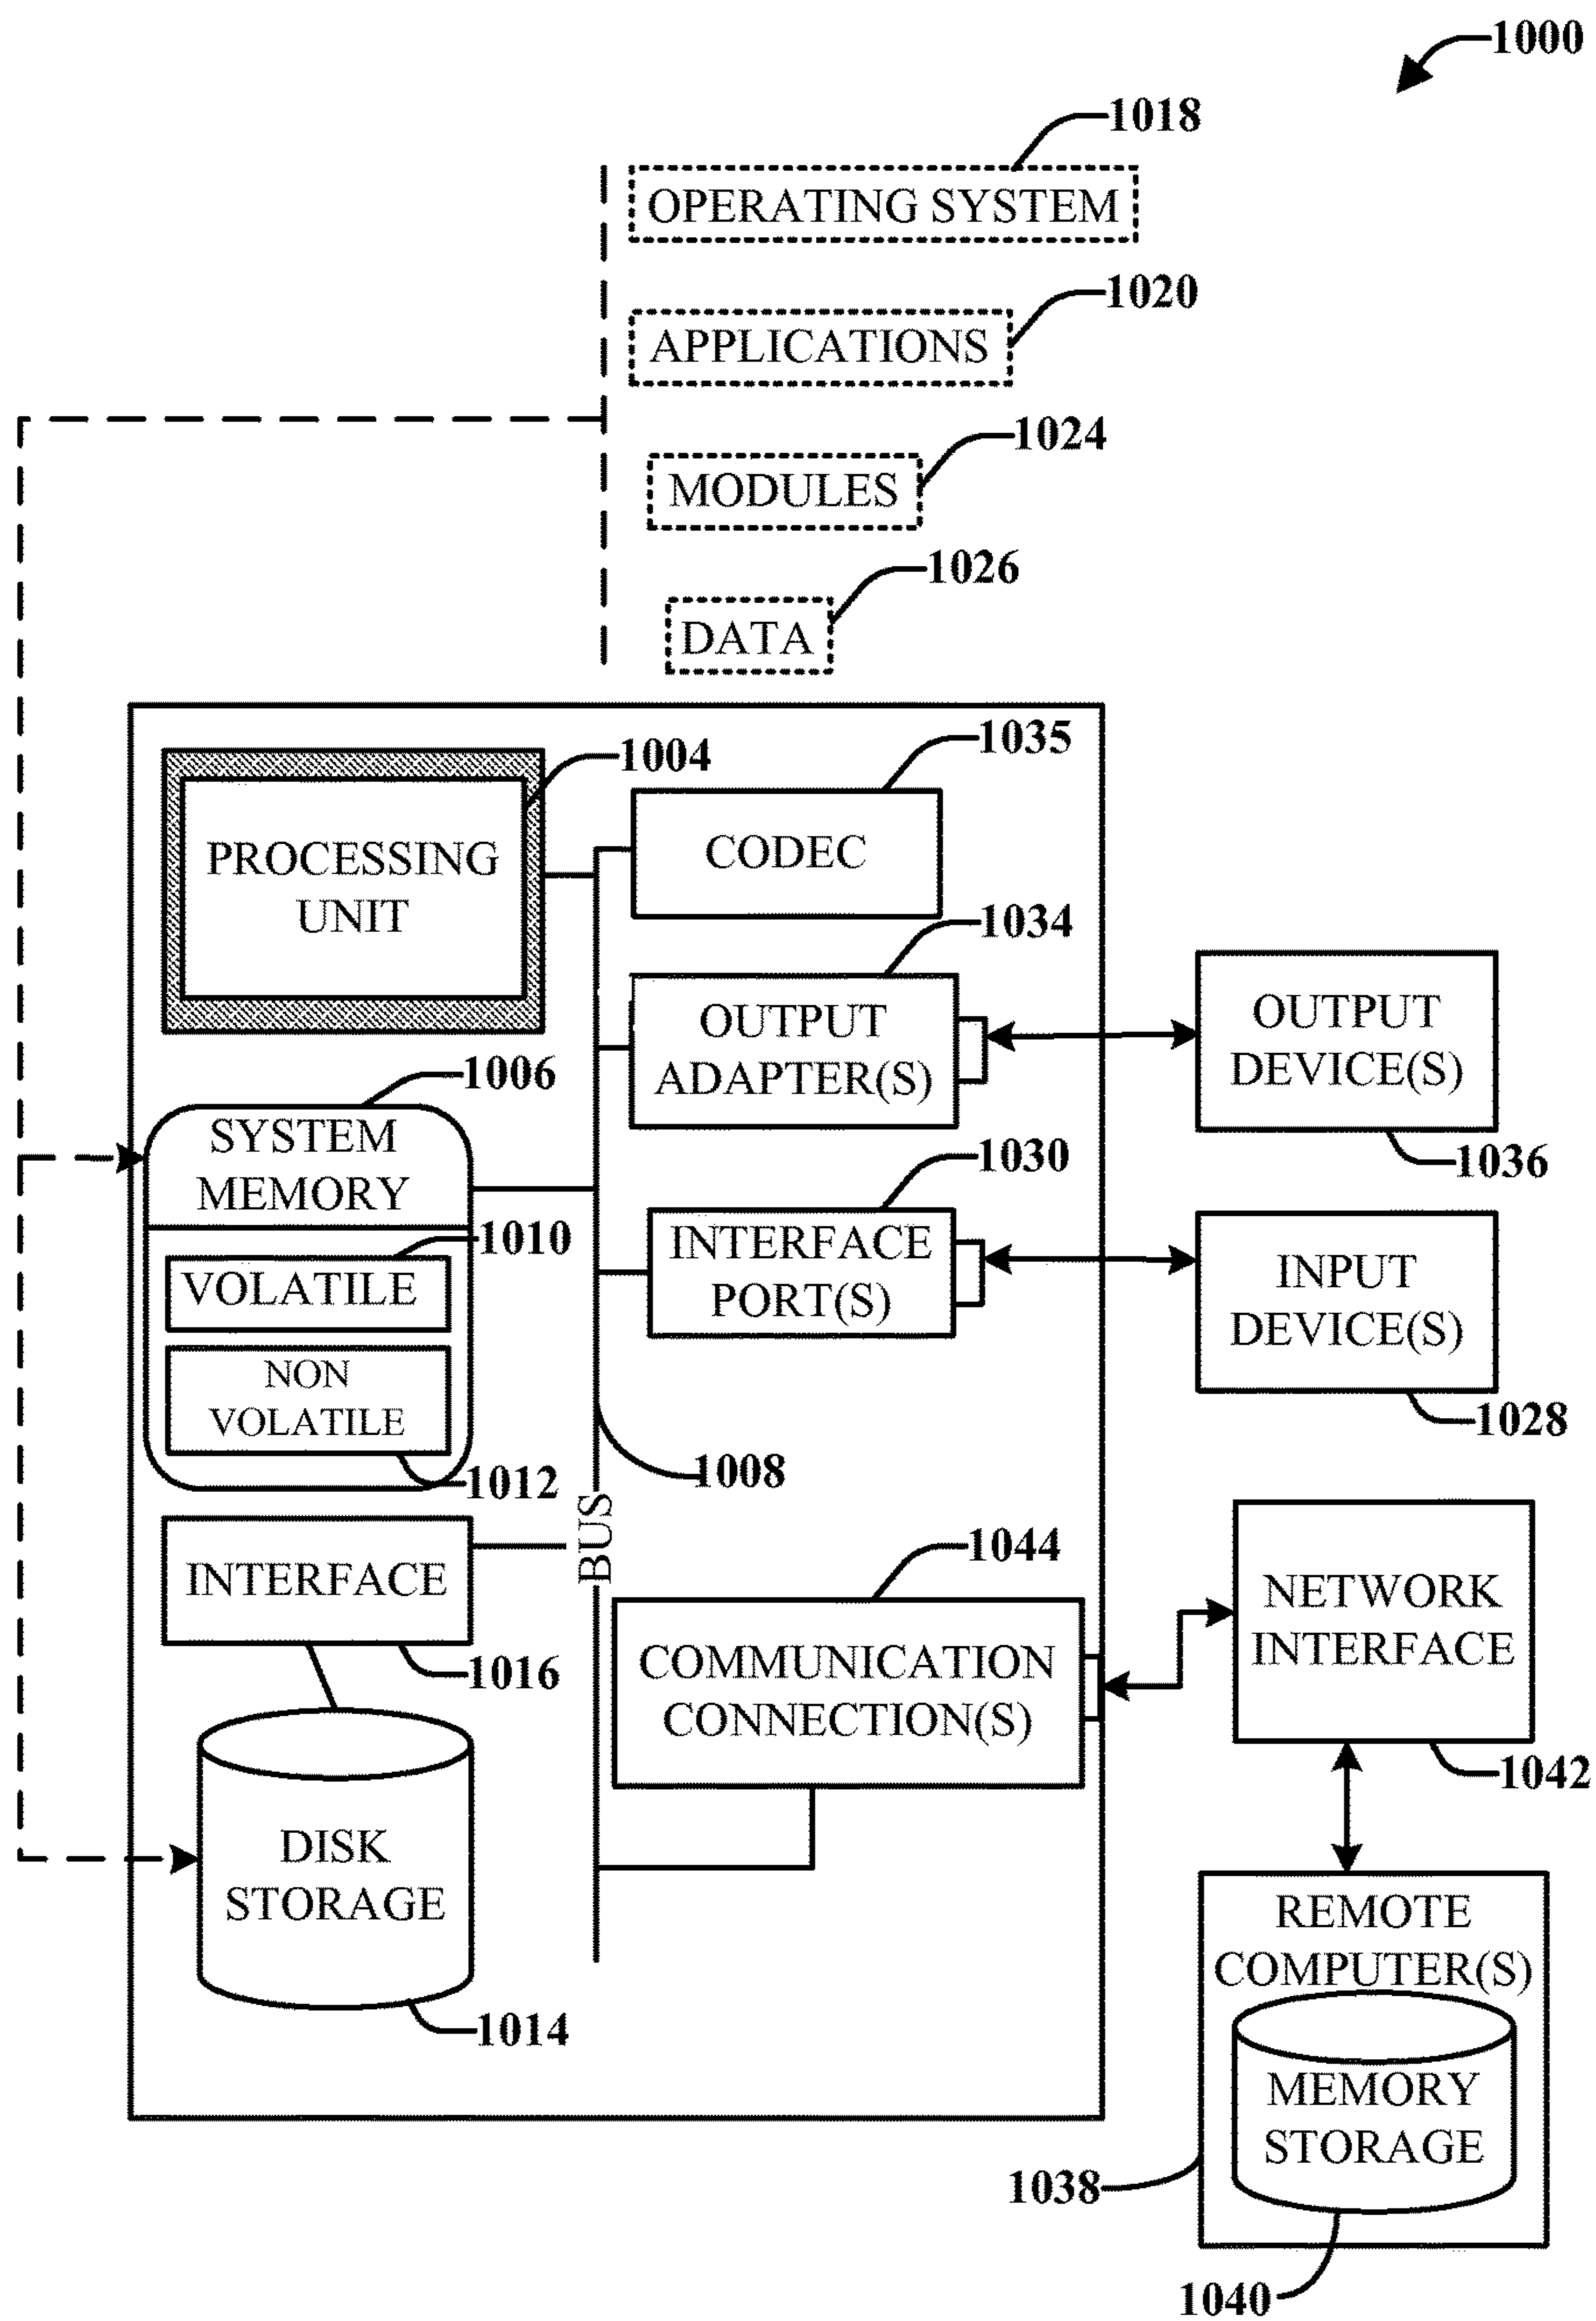 1000
1018
OPERATING SYSTEM
1020
APPLICATIONS
1024
MODULES
1026
DATA
1035
1004
PROCESSING
UNIT
CODEC
1034
OUTPUT
ADAPTER(S)
OUTPUT
DEVICE(S)
1036
1006
SYSTEM
MEMORY
1010
VOLATILE
NON
VOLATILE
1012
1030
INTERFACE
PORT(S)
INPUT
DEVICE(S)
1028
1008
BUS
INTERFACE
1016
1044
COMMUNICATION
CONNECTION(S)
NETWORK
INTERFACE
1042
DISK
STORAGE
1014
REMOTE
COMPUTER(S)
MEMORY
STORAGE
1038
1040